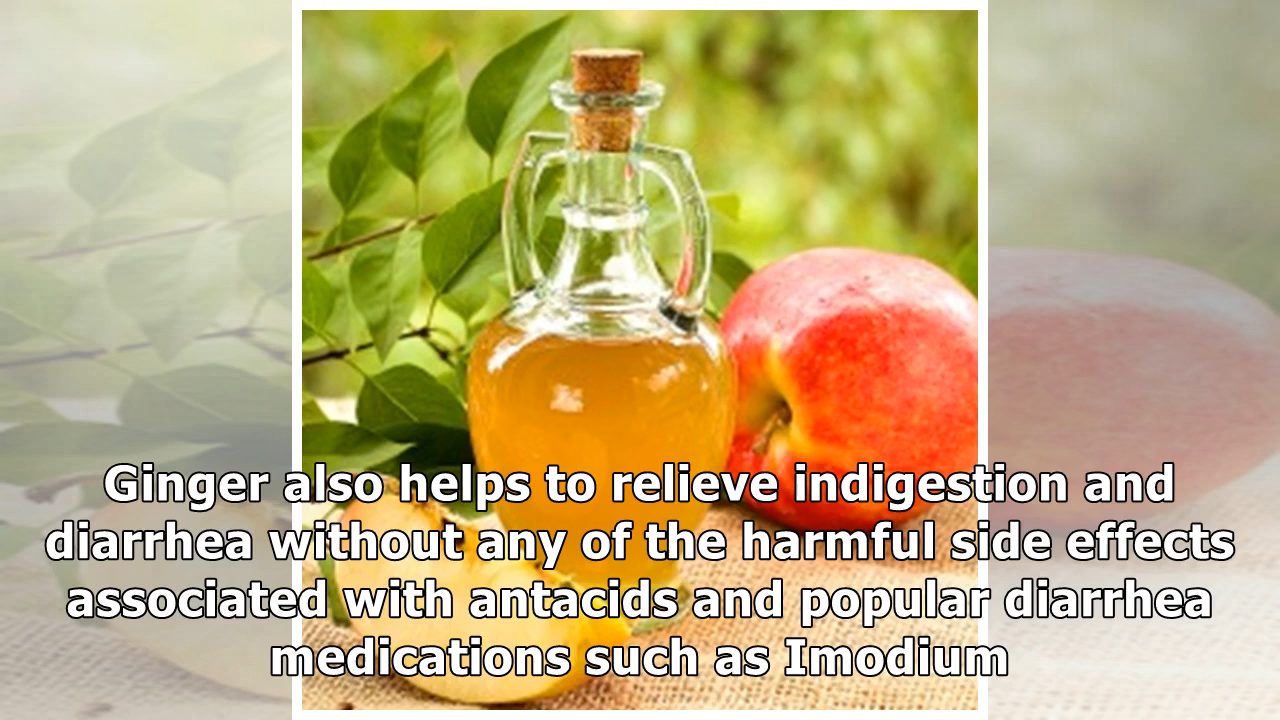 Ginger also helps to relieve indigestion and
diarrhea without any of the harmful side effects
associated with antacids and popular diarrhea
medications such as Imodium